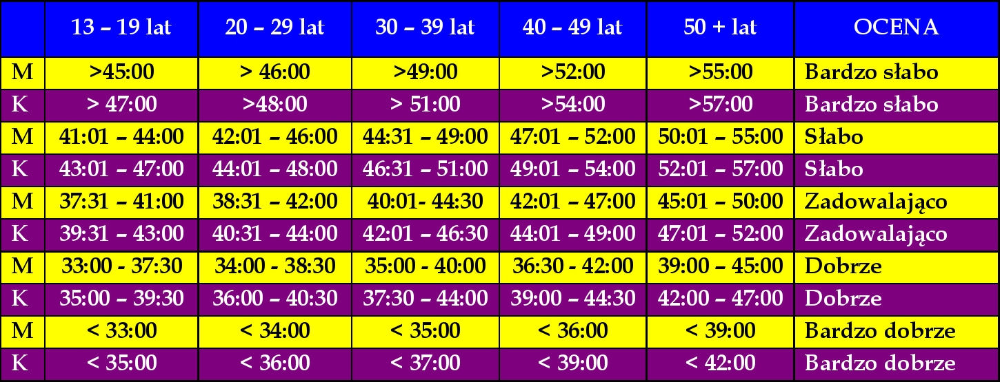 13 – 19 lat 20 – 29 lat 30 – 39 lat 40 – 49 lat 50 + lat OCENA
M >45:00 > 46:00 >49:00 >52:00 >55:00 Bardzo słabo
K > 47:00 >48:00 > 51:00 >54:00 >57:00 Bardzo słabo
M 41:01 – 44:00 42:01 – 46:00 44:31 – 49:00 47:01 – 52:00 50:01 – 55:00 Słabo
K 43:01 – 47:00 44:01 – 48:00 46:31 – 51:00 49:01 – 54:00 52:01 – 57:00 Słabo
M 37:31 – 41:00 38:31 – 42:00 40:01- 44:30 42:01 – 47:00 45:01 – 50:00 Zadowalająco
K 39:31 – 43:00 40:31 – 44:00 42:01 – 46:30 44:01 – 49:00 47:01 – 52:00 Zadowalająco
M 33:00 - 37:30 34:00 - 38:30 35:00 - 40:00 36:30 - 42:00 39:00 – 45:00 Dobrze
K 35:00 – 39:30 36:00 – 40:30 37:30 – 44:00 39:00 – 44:30 42:00 – 47:00 Dobrze
M < 33:00 < 34:00 < 35:00 < 36:00 < 39:00 Bardzo dobrze
K < 35:00 < 36:00 < 37:00 < 39:00 < 42:00 Bardzo dobrze